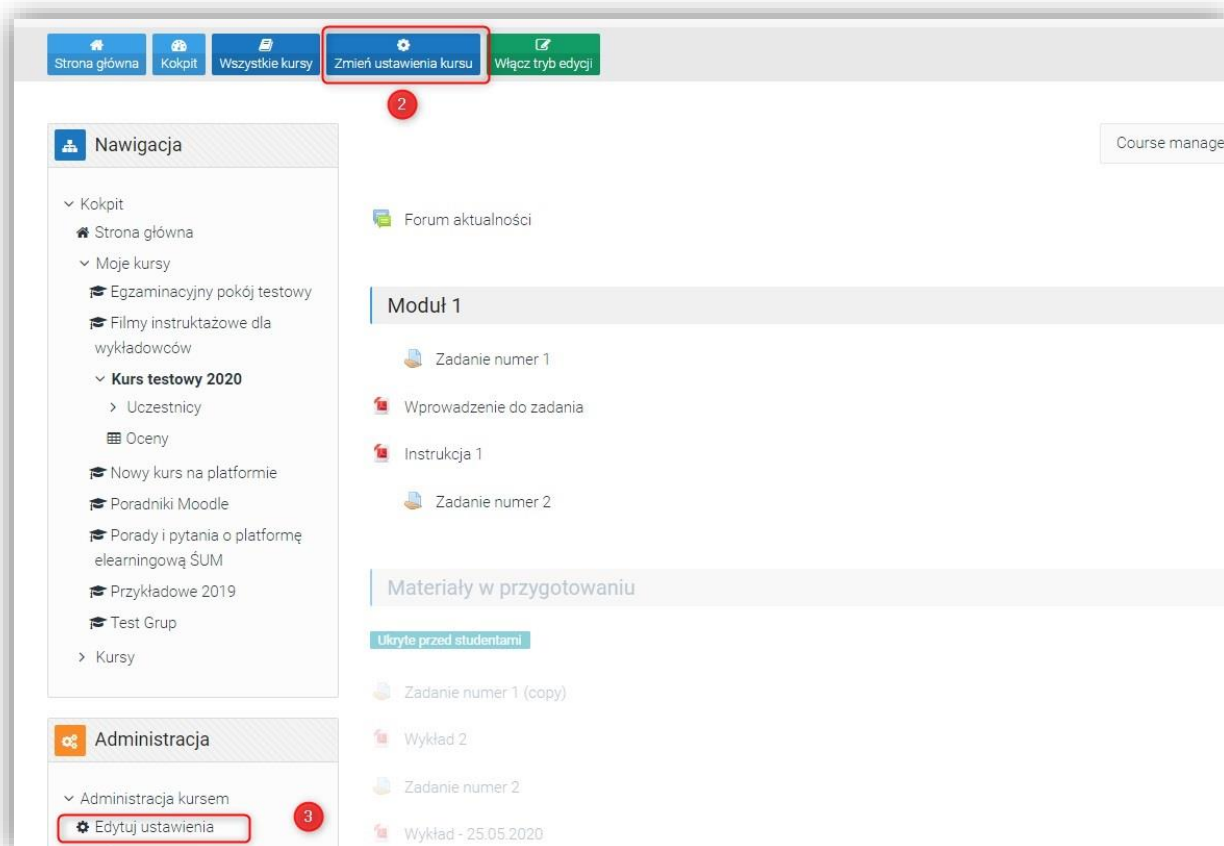 Strona główna
Kokpit
Wszystkie kursy
Zmień ustawienia kursu
Włącz tryb edycji
2
Nawigacja
Kokpit
Strona główna
Moje kursy
Egzaminacyjny pokój testowy
Filmy instruktażowe dla
wykładowców
Kurs testowy 2020
Uczestnicy
Oceny
Nowy kurs na platformie
Poradniki Moodle
Porady i pytania o platformę
elearningową ŚUM
Przykładowe 2019
Test Grup
Kursy
Administracja
Administracja kursem
3
Edytuj ustawienia
Course manage
Forum aktualności
Moduł 1
Zadanie numer 1
Wprowadzenie do zadania
Instrukcja 1
Zadanie numer 2
Materiały w przygotowaniu
Ukryte przed studentami
Zadanie numer 1 (copy)
Wykład 2
Zadanie numer 2
Wykład - 25.05.2020